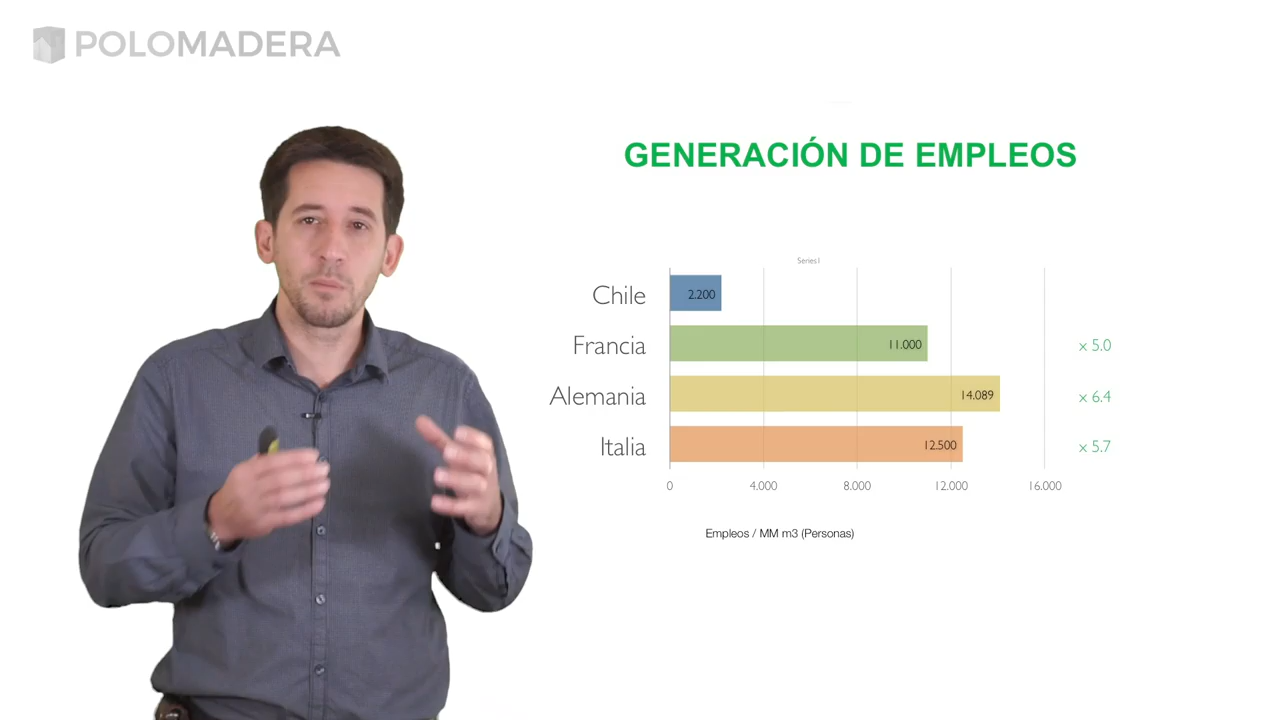 POLOMADERA
GENERACIÓN DE EMPLEOS
Series1
Chile 2.200
Francia 11.000 x 5.0
Alemania 14.089 x 6.4
Italia 12.500 x 5.7
0 4.000 8.000 12.000 16.000
Empleos / MM m3 (Personas)